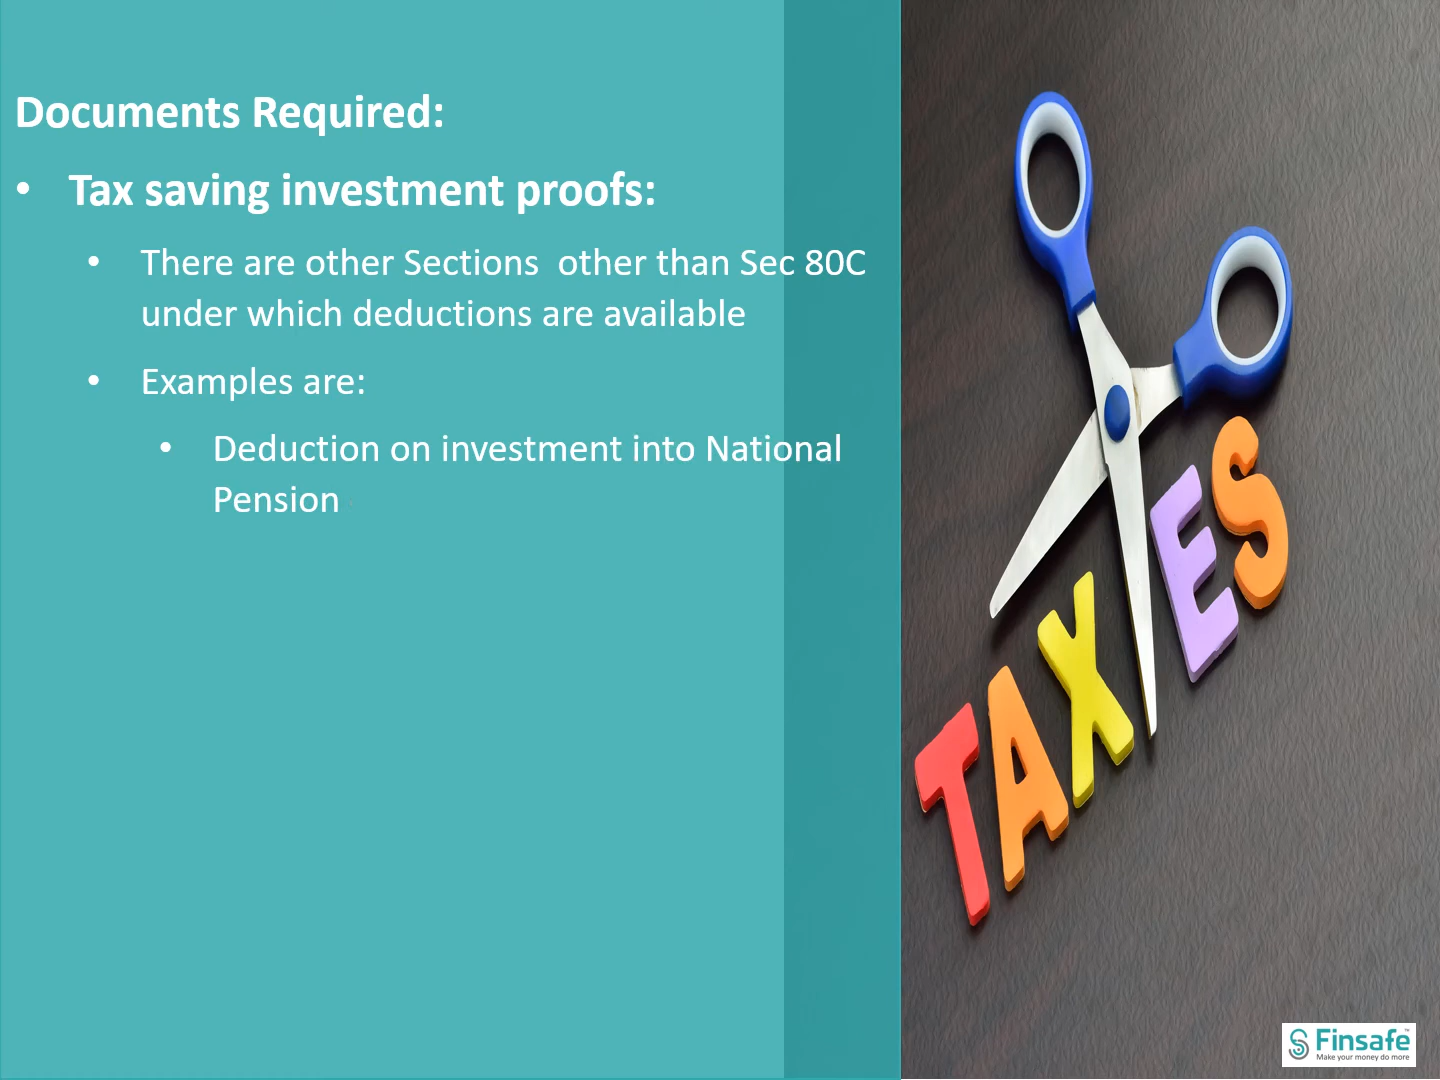 Documents Required:
• Tax saving investment proofs:
• There are other Sections  other than Sec 80C
under which deductions are available
• Examples are:
• Deduction on investment into National
Pension
TAXES
Finsafe™
Make your money do more